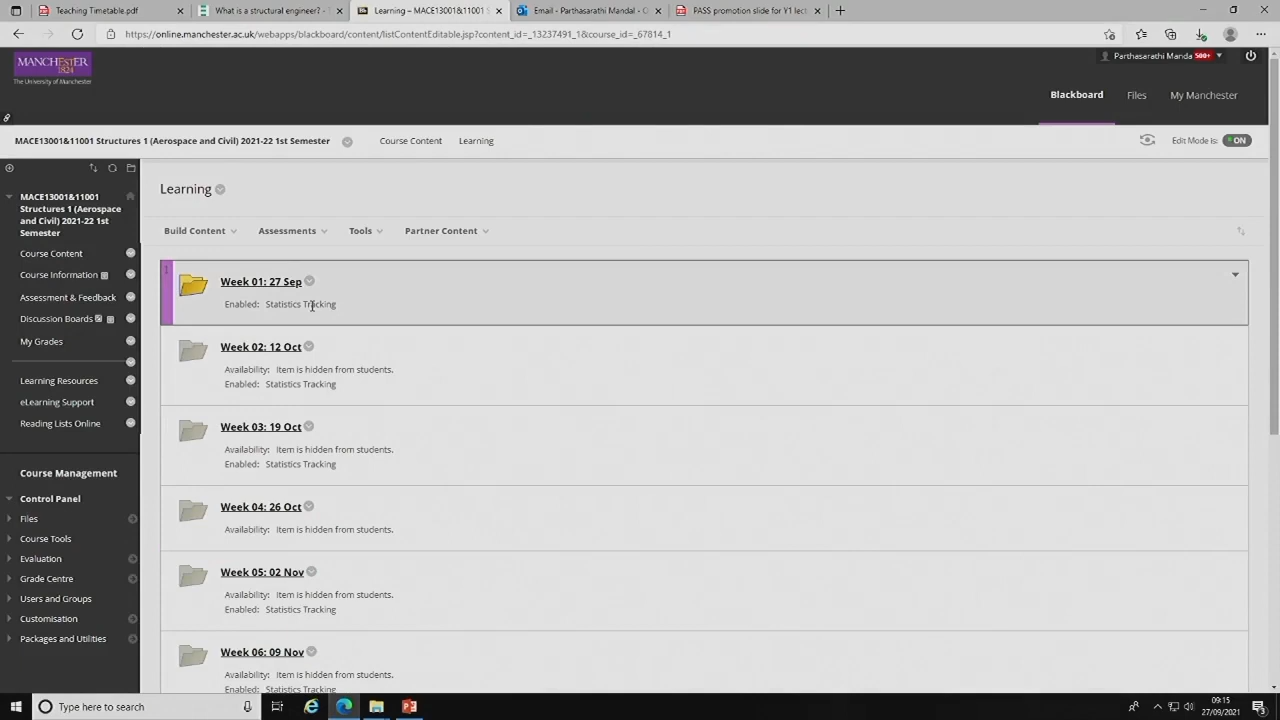 Teaching Timetable.pdf
What is a structural engineer? - T
Learning – MACE13001&11001 S
Email - Parthasarathi Mandal - O
PASS promotion slide for Y1 lect
https://online.manchester.ac.uk/webapps/blackboard/content/listContentEditable.jsp?content_id=_13237491_1&course_id=_67814_1
MANCHESTER
1824
The University of Manchester
Parthasarathi Manda 500+
Blackboard
Files
My Manchester
MACE13001&11001 Structures 1 (Aerospace and Civil) 2021-22 1st Semester
Course Content
Learning
Edit Mode is: ON
MACE13001&11001
Structures 1 (Aerospace
and Civil) 2021-22 1st
Semester
Course Content
Course Information
Assessment & Feedback
Discussion Boards
My Grades
Learning Resources
eLearning Support
Reading Lists Online
Course Management
Control Panel
Files
Course Tools
Evaluation
Grade Centre
Users and Groups
Customisation
Packages and Utilities
Learning
Build Content
Assessments
Tools
Partner Content
1
Week 01: 27 Sep
Enabled: Statistics Tracking
Week 02: 12 Oct
Availability: Item is hidden from students.
Enabled: Statistics Tracking
Week 03: 19 Oct
Availability: Item is hidden from students.
Enabled: Statistics Tracking
Week 04: 26 Oct
Availability: Item is hidden from students.
Week 05: 02 Nov
Availability: Item is hidden from students.
Enabled: Statistics Tracking
Week 06: 09 Nov
Availability: Item is hidden from students.
Enabled: Statistics Tracking
Type here to search
09:15
27/09/2021
3